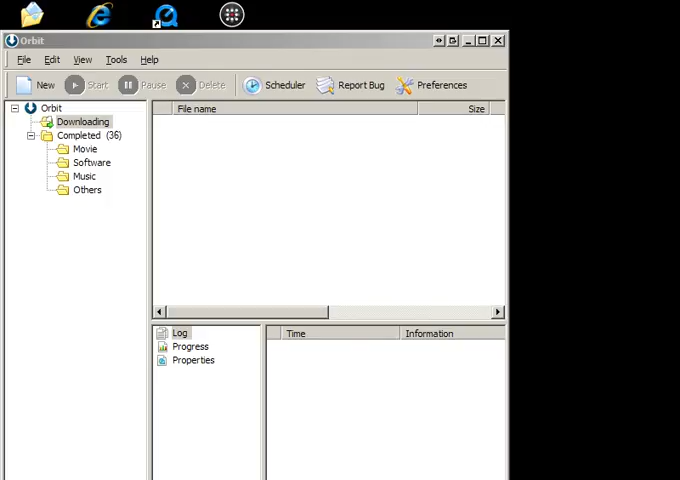 Orbit
File Edit View Tools Help
New Start Pause Delete Scheduler Report Bug Preferences
Orbit
Downloading
Completed (36)
Movie
Software
Music
Others
File name Size
Log
Progress
Properties
Time Information